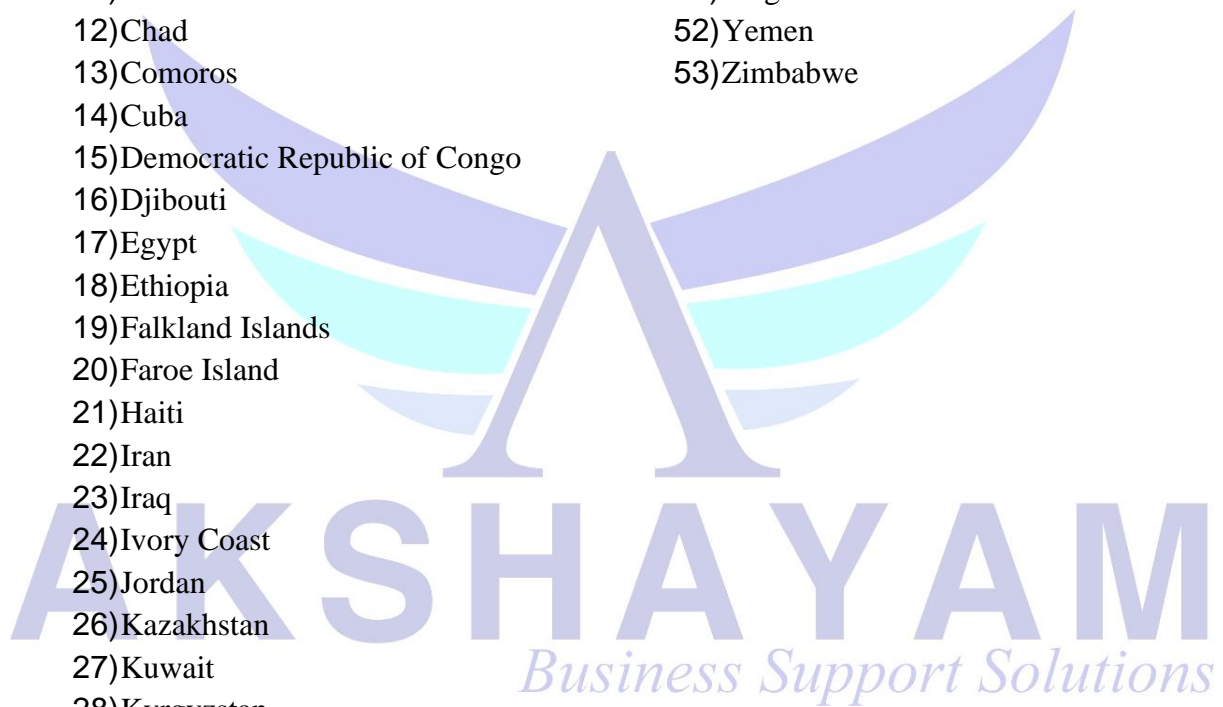 12)Chad
13)Comoros
14)Cuba
15)Democratic Republic of Congo
16)Djibouti
17)Egypt
18)Ethiopia
19)Falkland Islands
20)Faroe Island
21)Haiti
22)Iran
23)Iraq
24)Ivory Coast
25)Jordan
26)Kazakhstan
27)Kuwait
28)Kyrgyzstan
52)Yemen
53)Zimbabwe
AKSHAYAM
Business Support Solutions